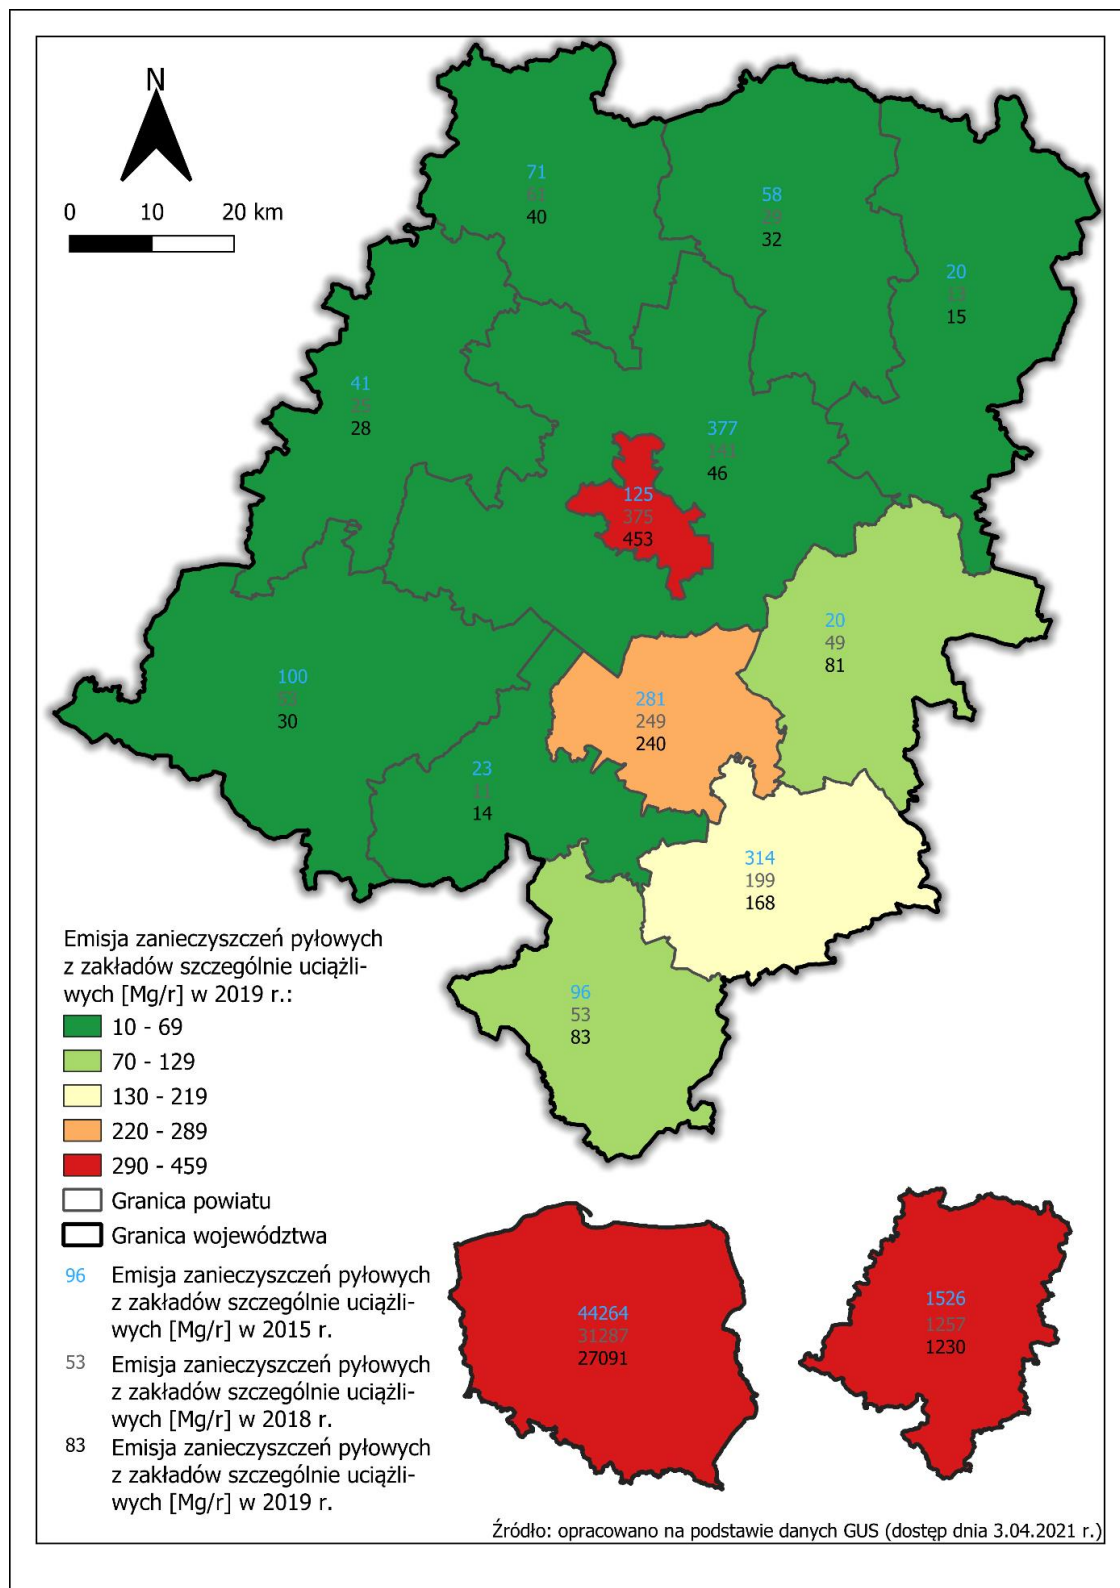 N
0 10 20 km
71
61
40
58
29
32
20
13
15
41
28
377
46
125
375
453
20
49
81
100
53
30
281
249
240
23
11
14
314
199
168
96
53
83
Emisja zanieczyszczeń pyłowych
z zakładów szczególnie uciążli-
wych [Mg/r] w 2019 r.:
10 - 69
70 - 129
130 - 219
220 - 289
290 - 459
Granica powiatu
Granica województwa
96 Emisja zanieczyszczeń pyłowych
z zakładów szczególnie uciążli-
wych [Mg/r] w 2015 r.
53 Emisja zanieczyszczeń pyłowych
z zakładów szczególnie uciążli-
wych [Mg/r] w 2018 r.
83 Emisja zanieczyszczeń pyłowych
z zakładów szczególnie uciążli-
wych [Mg/r] w 2019 r.
44264
31287
27091
1526
1257
1230
Źródło: opracowano na podstawie danych GUS (dostęp dnia 3.04.2021 r.)